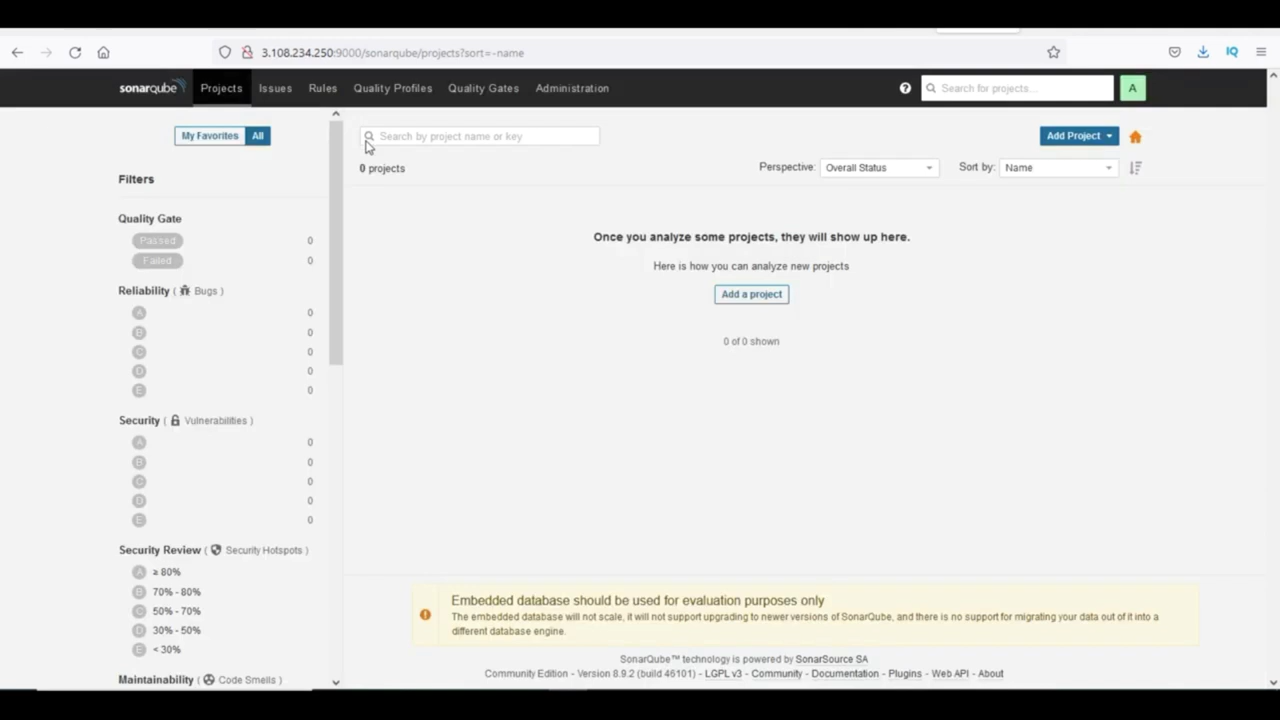 3.108.234.250:9000/sonarqube/projects?sort=-name
IQ
sonarqube Projects Issues Rules Quality Profiles Quality Gates Administration ? Search for projects... A
My Favorites All
Search by project name or key
Add Project
0 projects
Perspective: Overall Status Sort by: Name
Filters
Quality Gate
Passed 0
Failed 0
Reliability ( Bugs )
A 0
B 0
C 0
D 0
E 0
Security ( Vulnerabilities )
A 0
B 0
C 0
D 0
E 0
Security Review ( Security Hotspots )
A ≥ 80%
B 70% - 80%
C 50% - 70%
D 30% - 50%
E < 30%
Maintainability ( Code Smells )
Once you analyze some projects, they will show up here.
Here is how you can analyze new projects
Add a project
0 of 0 shown
Embedded database should be used for evaluation purposes only
The embedded database will not scale, it will not support upgrading to newer versions of SonarQube, and there is no support for migrating your data out of it into a
different database engine.
SonarQube™ technology is powered by SonarSource SA
Community Edition - Version 8.9.2 (build 46101) - LGPL v3 - Community - Documentation - Plugins - Web API - About